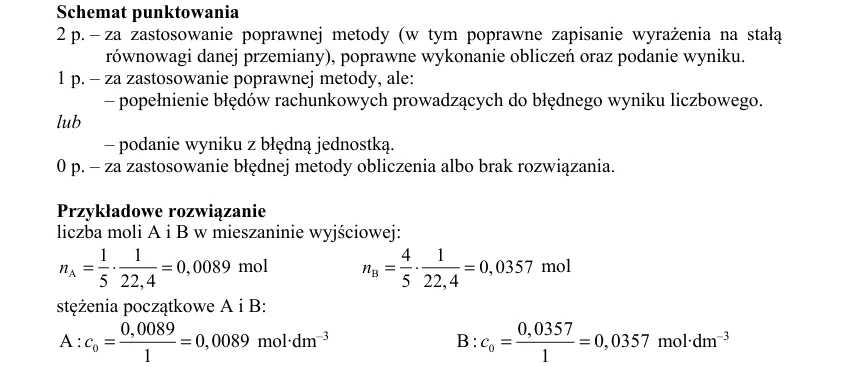 Schemat punktowania
2 p. – za zastosowanie poprawnej metody (w tym poprawne zapisanie wyrażenia na stałą
równowagi danej przemiany), poprawne wykonanie obliczeń oraz podanie wyniku.
1 p. – za zastosowanie poprawnej metody, ale:
– popełnienie błędów rachunkowych prowadzących do błędnego wyniku liczbowego.
lub
– podanie wyniku z błędną jednostką.
0 p. – za zastosowanie błędnej metody obliczenia albo brak rozwiązania.
Przykładowe rozwiązanie
liczba moli A i B w mieszaninie wyjściowej:
n_A = 1/5 · 1/22,4 = 0,0089 mol n_B = 4/5 · 1/22,4 = 0,0357 mol
stężenia początkowe A i B:
A : c₀ = 0,0089/1 = 0,0089 mol·dm⁻³ B : c₀ = 0,0357/1 = 0,0357 mol·dm⁻³